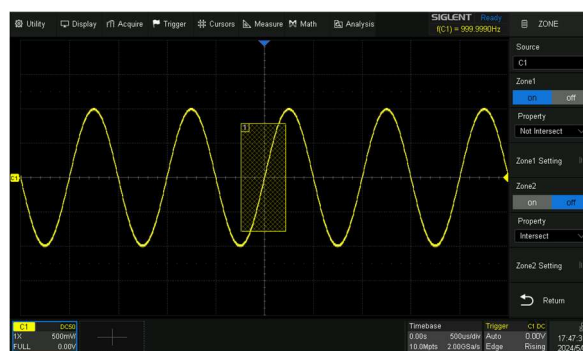 Utility Display Acquire Trigger Cursors Measure Math Analysis
SIGLENT Ready
f(C1) = 999.9990Hz
ZONE
Source
C1
Zone1
on off
Property
Not Intersect
Zone1 Setting
Zone2
on off
Property
Intersect
Zone2 Setting
Return
1
C1
C1 DC50
1X 500mV/
FULL 0.00V
Timebase
0.00s 500us/div
10.0Mpts 2.00GSa/s
Trigger C1 DC
Auto 0.00V
Edge Rising